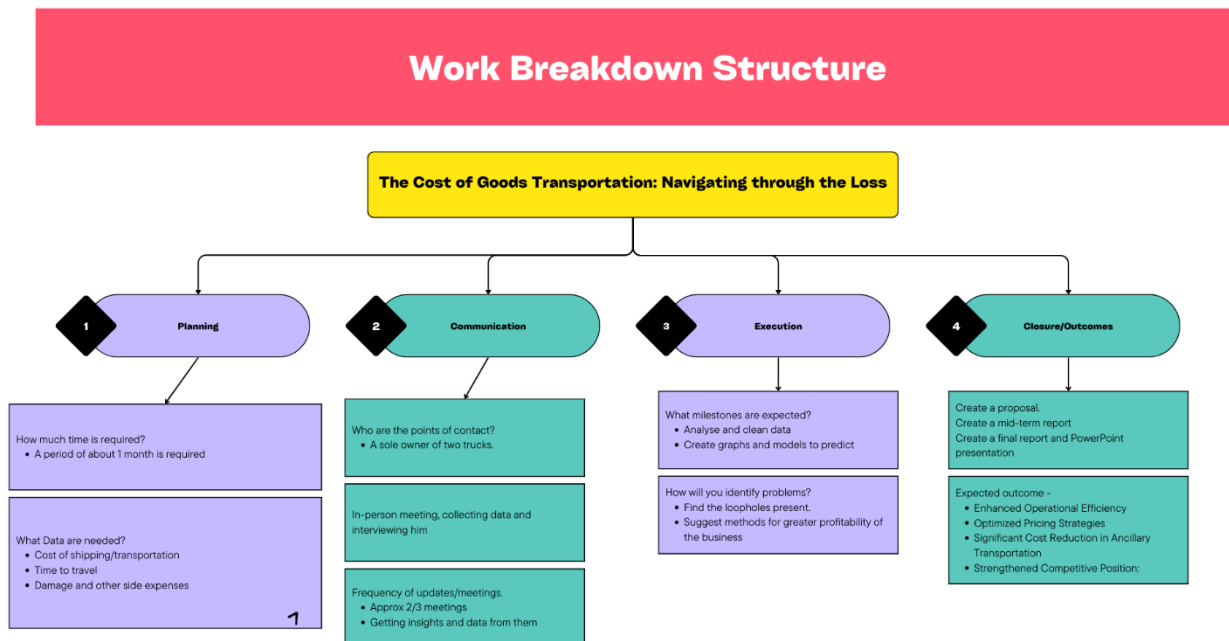 Work Breakdown Structure
The Cost of Goods Transportation: Navigating through the Loss
1
Planning
How much time is required?
• A period of about 1 month is required
What Data are needed?
• Cost of shipping/transportation
• Time to travel
• Damage and other side expenses
2
Communication
Who are the points of contact?
• A sole owner of two trucks.
In-person meeting, collecting data and
interviewing him
Frequency of updates/meetings.
• Approx 2/3 meetings
• Getting insights and data from them
3
Execution
What milestones are expected?
• Analyse and clean data
• Create graphs and models to predict
How will you identify problems?
• Find the loopholes present.
• Suggest methods for greater profitability of
the business
4
Closure/Outcomes
Create a proposal.
Create a mid-term report
Create a final report and PowerPoint
presentation
Expected outcome -
• Enhanced Operational Efficiency
• Optimized Pricing Strategies
• Significant Cost Reduction in Ancillary
Transportation
• Strengthened Competitive Position: